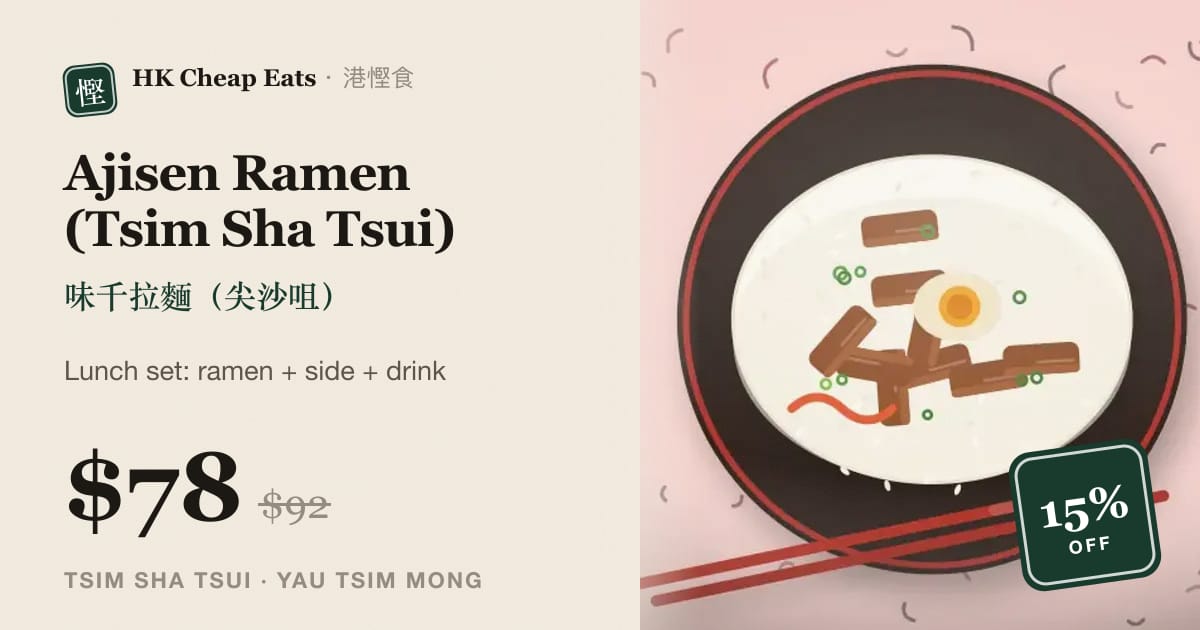 慳
HK Cheap Eats · 港慳食
Ajisen Ramen
(Tsim Sha Tsui)
味千拉麵（尖沙咀）
Lunch set: ramen + side + drink
$78 $92
TSIM SHA TSUI · YAU TSIM MONG
15%
OFF